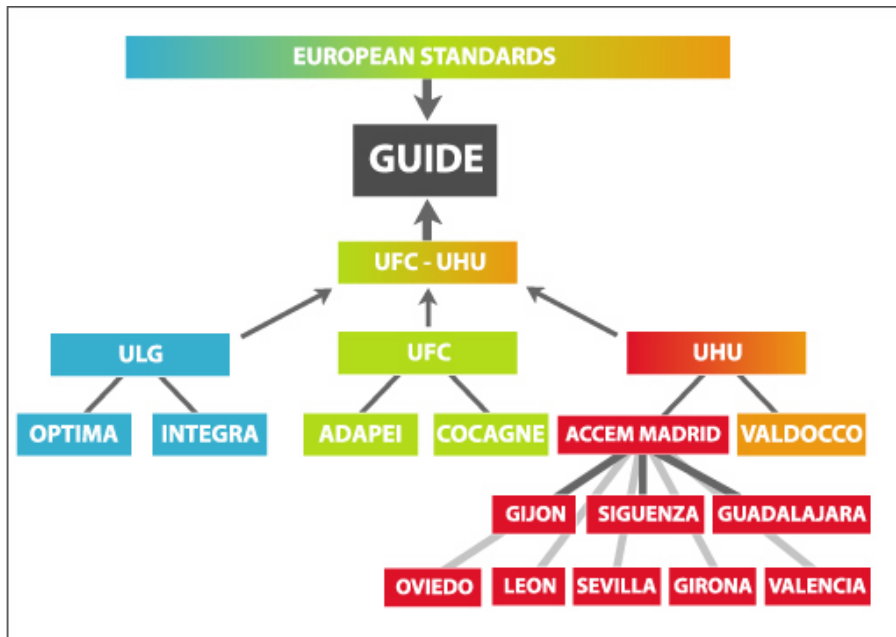 EUROPEAN STANDARDS
GUIDE
UFC - UHU
ULG
UFC
UHU
OPTIMA
INTEGRA
ADAPEI
COCAGNE
ACCEM MADRID
VALDOCCO
GIJON
SIGUENZA
GUADALAJARA
OVIEDO
LEON
SEVILLA
GIRONA
VALENCIA